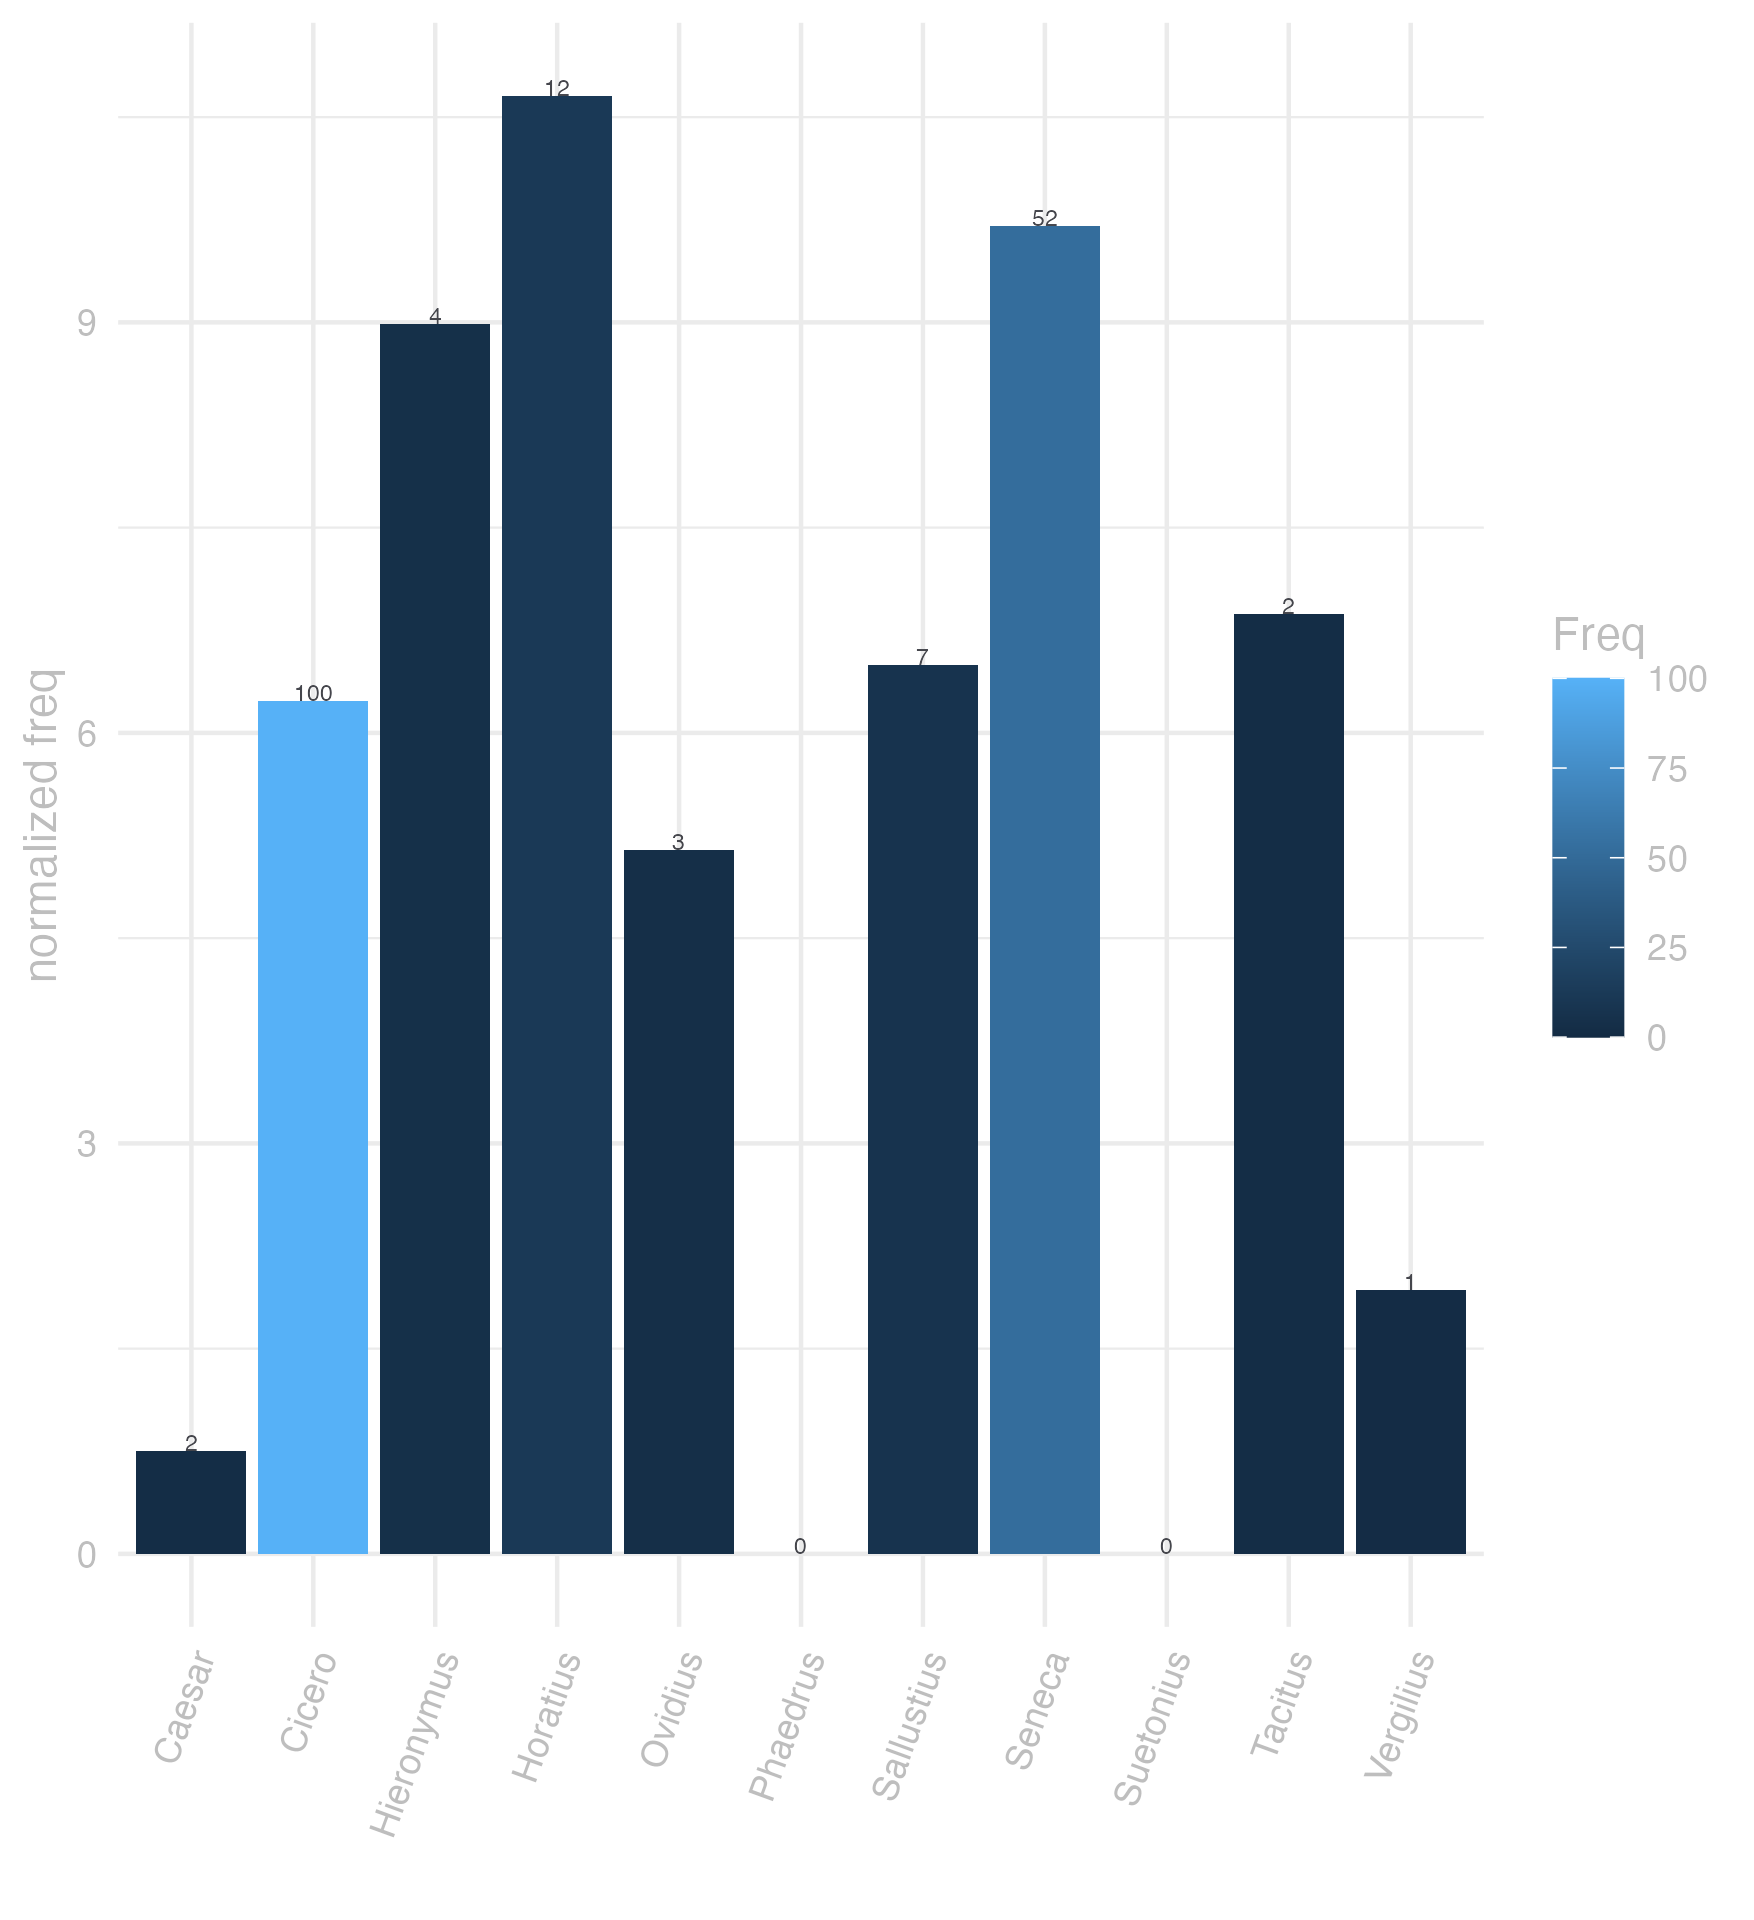 12
52
9
4
2
Freq
7
100
100
75
6
normalized freq
3
50
25
0
3
1
2
0
0
0
Caesar
Cicero
Hieronymus
Horatius
Ovidius
Phaedrus
Sallustius
Seneca
Suetonius
Tacitus
Vergilius